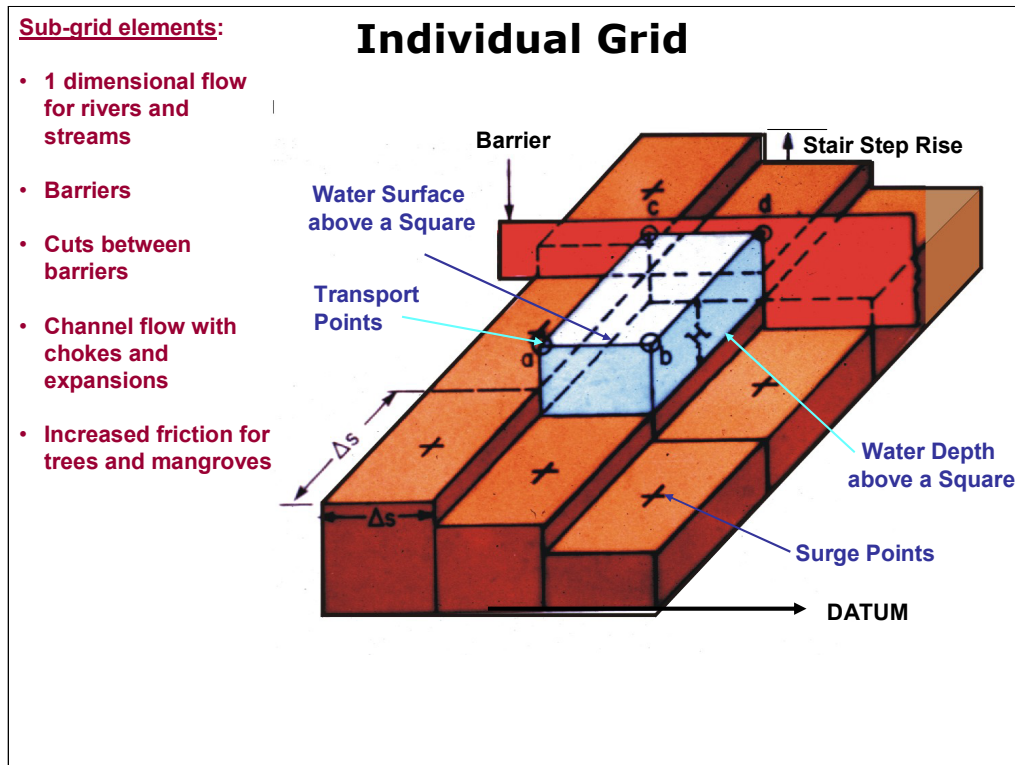 Sub-grid elements:
Individual Grid
• 1 dimensional flow
for rivers and
streams
• Barriers
• Cuts between
barriers
• Channel flow with
chokes and
expansions
• Increased friction for
trees and mangroves
Barrier
Stair Step Rise
Water Surface
above a Square
c
d
Transport
Points
a
b
H
Δs
Δs
Water Depth
above a Square
Surge Points
DATUM